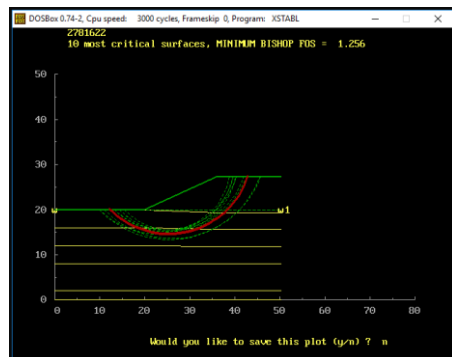 DOSBox 0.74-2, Cpu speed: 3000 cycles, Frameskip 0, Program: XSTABL
2781622
10 most critical surfaces, MINIMUM BISHOP FOS = 1.256
50
40
30
20
w w1
10
0
0 10 20 30 40 50 60 70 80
Would you like to save this plot (y/n) ? n